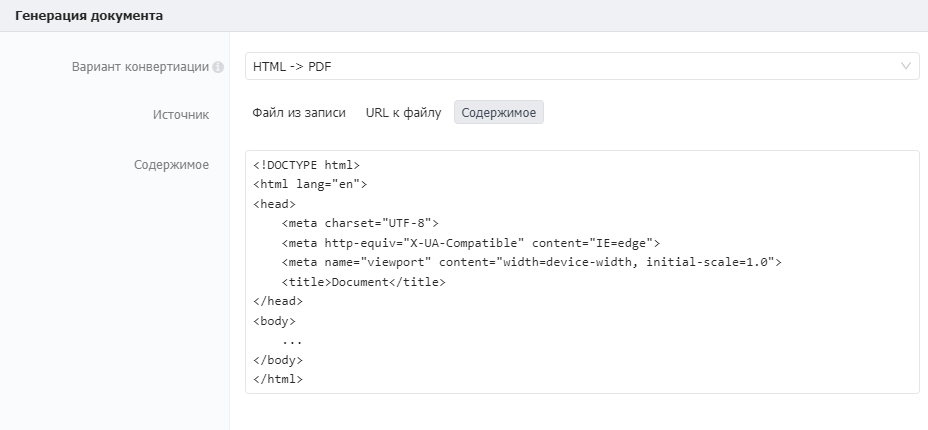 Генерация документа
Вариант конвертиации
HTML -> PDF
Источник
Файл из записи URL к файлу Содержимое
Содержимое
<!DOCTYPE html>
<html lang="en">
<head>
    <meta charset="UTF-8">
    <meta http-equiv="X-UA-Compatible" content="IE=edge">
    <meta name="viewport" content="width=device-width, initial-scale=1.0">
    <title>Document</title>
</head>
<body>
    ...
</body>
</html>